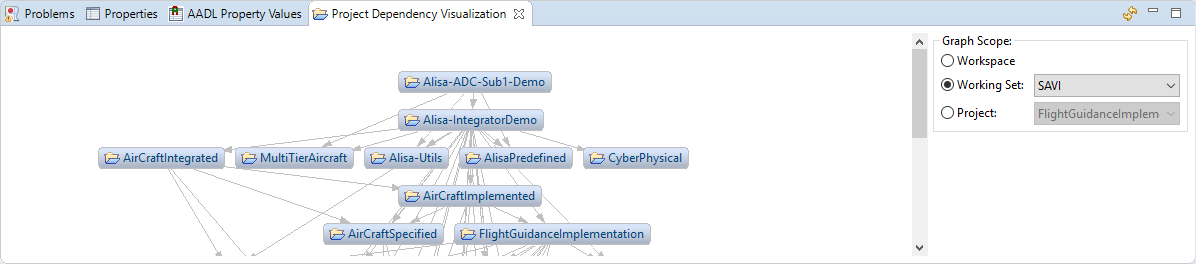 Problems Properties AADL Property Values Project Dependency Visualization
Graph Scope:
Workspace
Working Set: SAVI
Project: FlightGuidanceImplem
Alisa-ADC-Sub1-Demo
Alisa-IntegratorDemo
AirCraftIntegrated MultiTierAircraft Alisa-Utils AlisaPredefined CyberPhysical
AirCraftImplemented
AirCraftSpecified FlightGuidanceImplementation